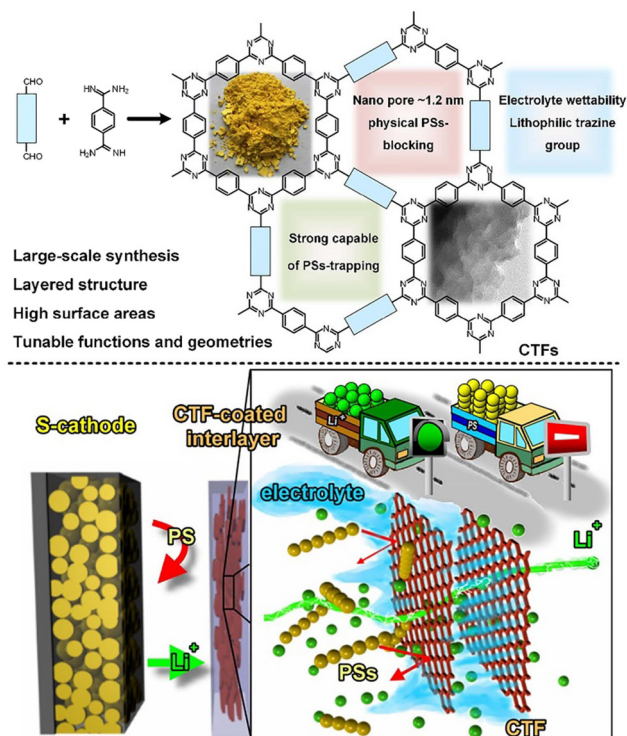 CHO
CHO
+
HN
NH₂
H₂N
NH
Nano pore ~1.2 nm
physical PSs-
blocking
Electrolyte wettability
Lithophilic trazine
group
Strong capable
of PSs-trapping
Large-scale synthesis
Layered structure
High surface areas
Tunable functions and geometries
CTFs
S-cathode
CTF-coated
interlayer
PS
Li⁺
Li⁺
PS
electrolyte
Li⁺
PSs
CTF